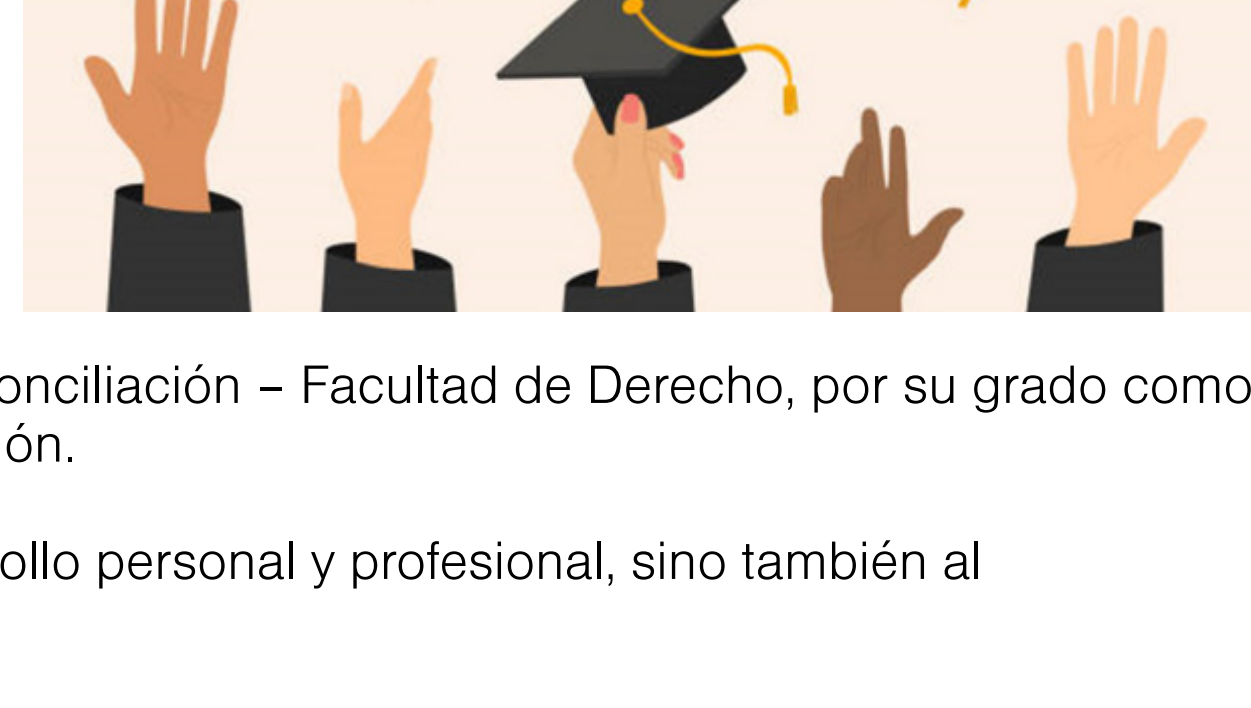 onciliación – Facultad de Derecho, por su grado como
ón.
ollo personal y profesional, sino también al